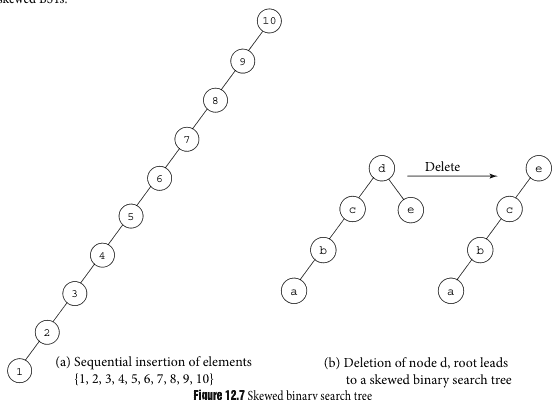 skewed BSTs.
10
9
8
7
6
5
4
3
2
1
d
Delete
e
c
e
c
b
b
a
a
(a) Sequential insertion of elements
{1, 2, 3, 4, 5, 6, 7, 8, 9, 10}
(b) Deletion of node d, root leads
to a skewed binary search tree
Figure 12.7 Skewed binary search tree